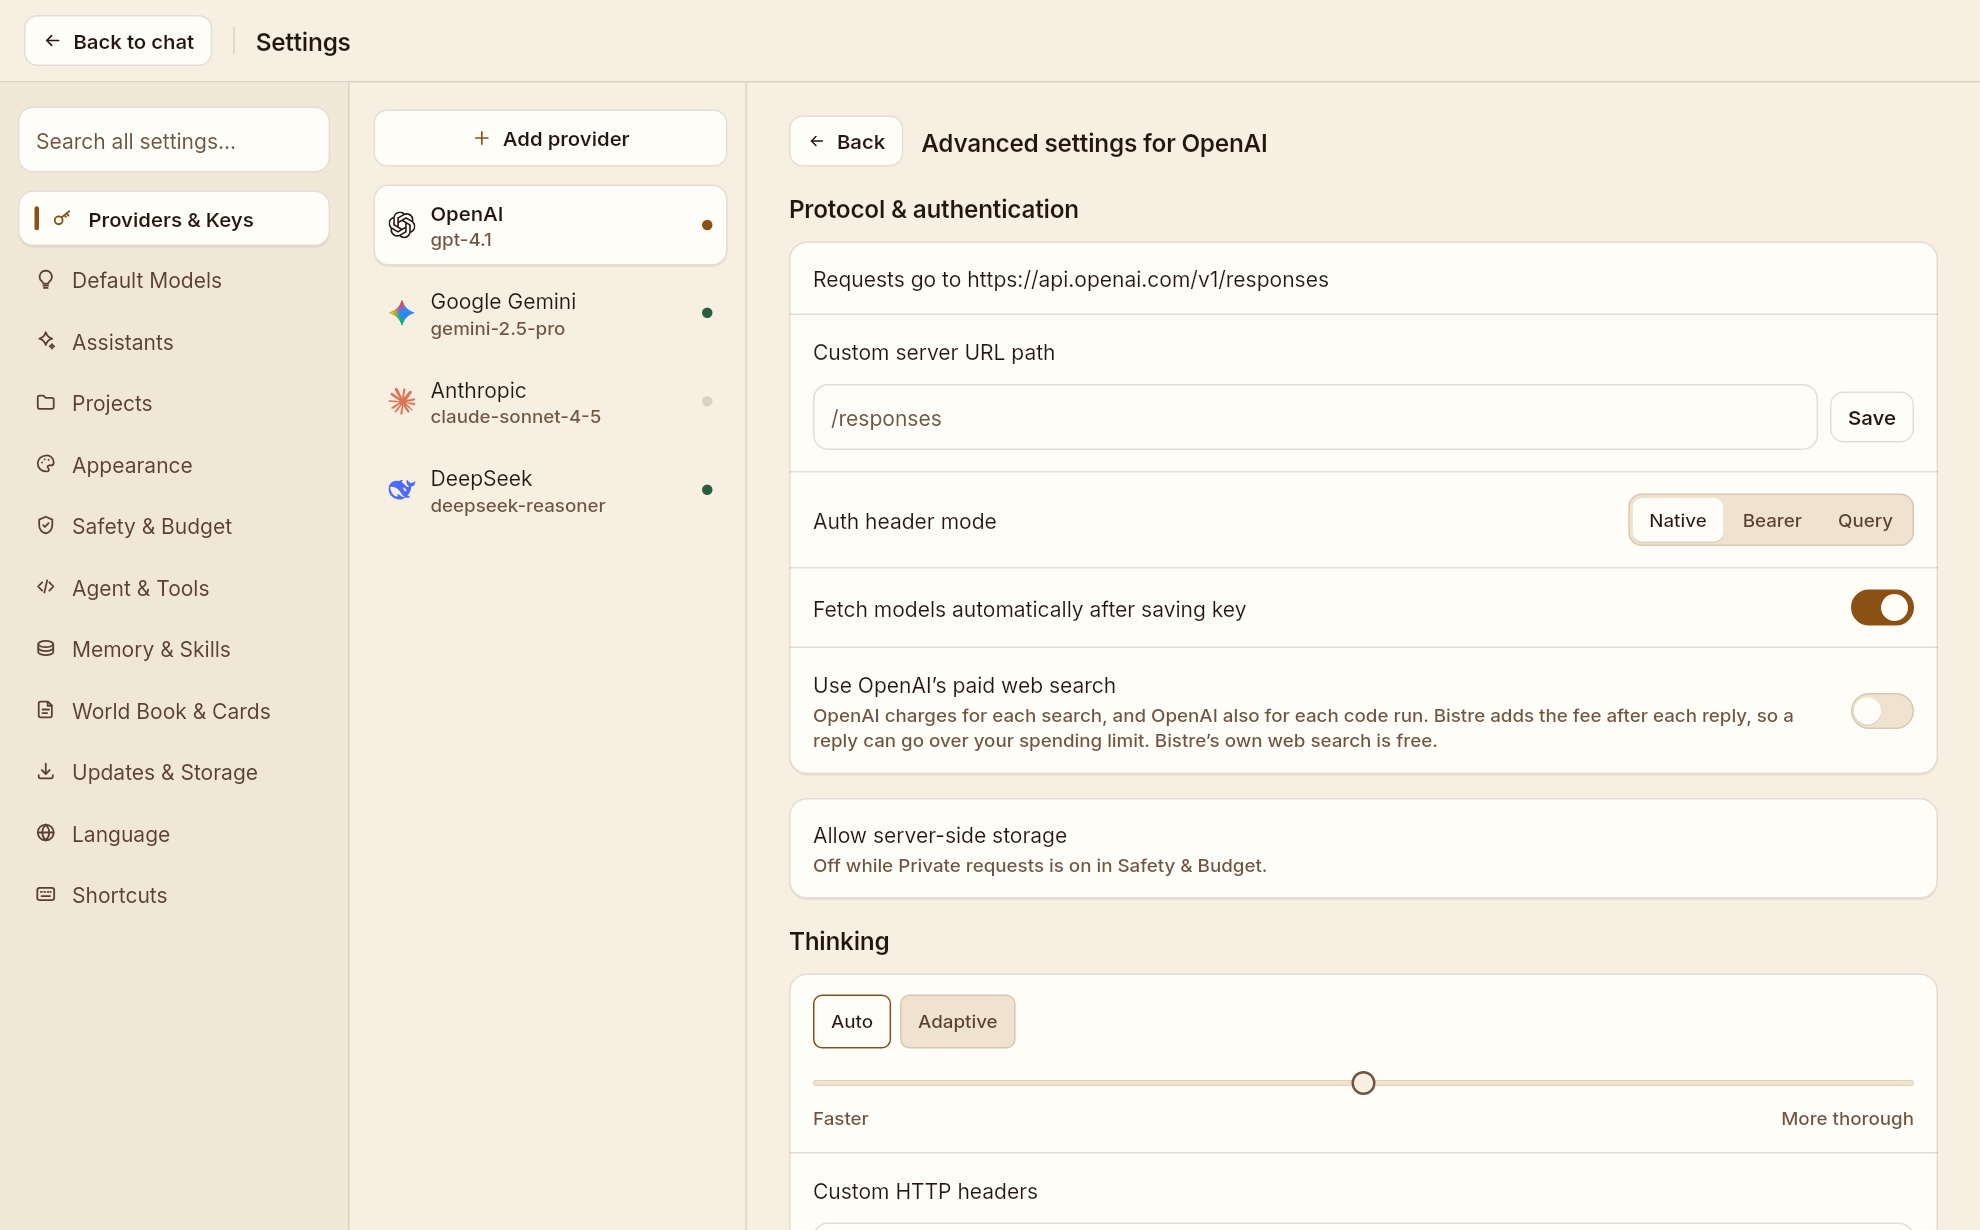 Back to chat
Settings
Search all settings...
Providers & Keys
Default Models
Assistants
Projects
Appearance
Safety & Budget
Agent & Tools
Memory & Skills
World Book & Cards
Updates & Storage
Language
Shortcuts
Add provider
OpenAI
gpt-4.1
Google Gemini
gemini-2.5-pro
Anthropic
claude-sonnet-4-5
DeepSeek
deepseek-reasoner
Back
Advanced settings for OpenAI
Protocol & authentication
Requests go to https://api.openai.com/v1/responses
Custom server URL path
/responses
Save
Auth header mode
Native
Bearer
Query
Fetch models automatically after saving key
Use OpenAI’s paid web search
OpenAI charges for each search, and OpenAI also for each code run. Bistre adds the fee after each reply, so a
reply can go over your spending limit. Bistre’s own web search is free.
Allow server-side storage
Off while Private requests is on in Safety & Budget.
Thinking
Auto
Adaptive
Faster
More thorough
Custom HTTP headers